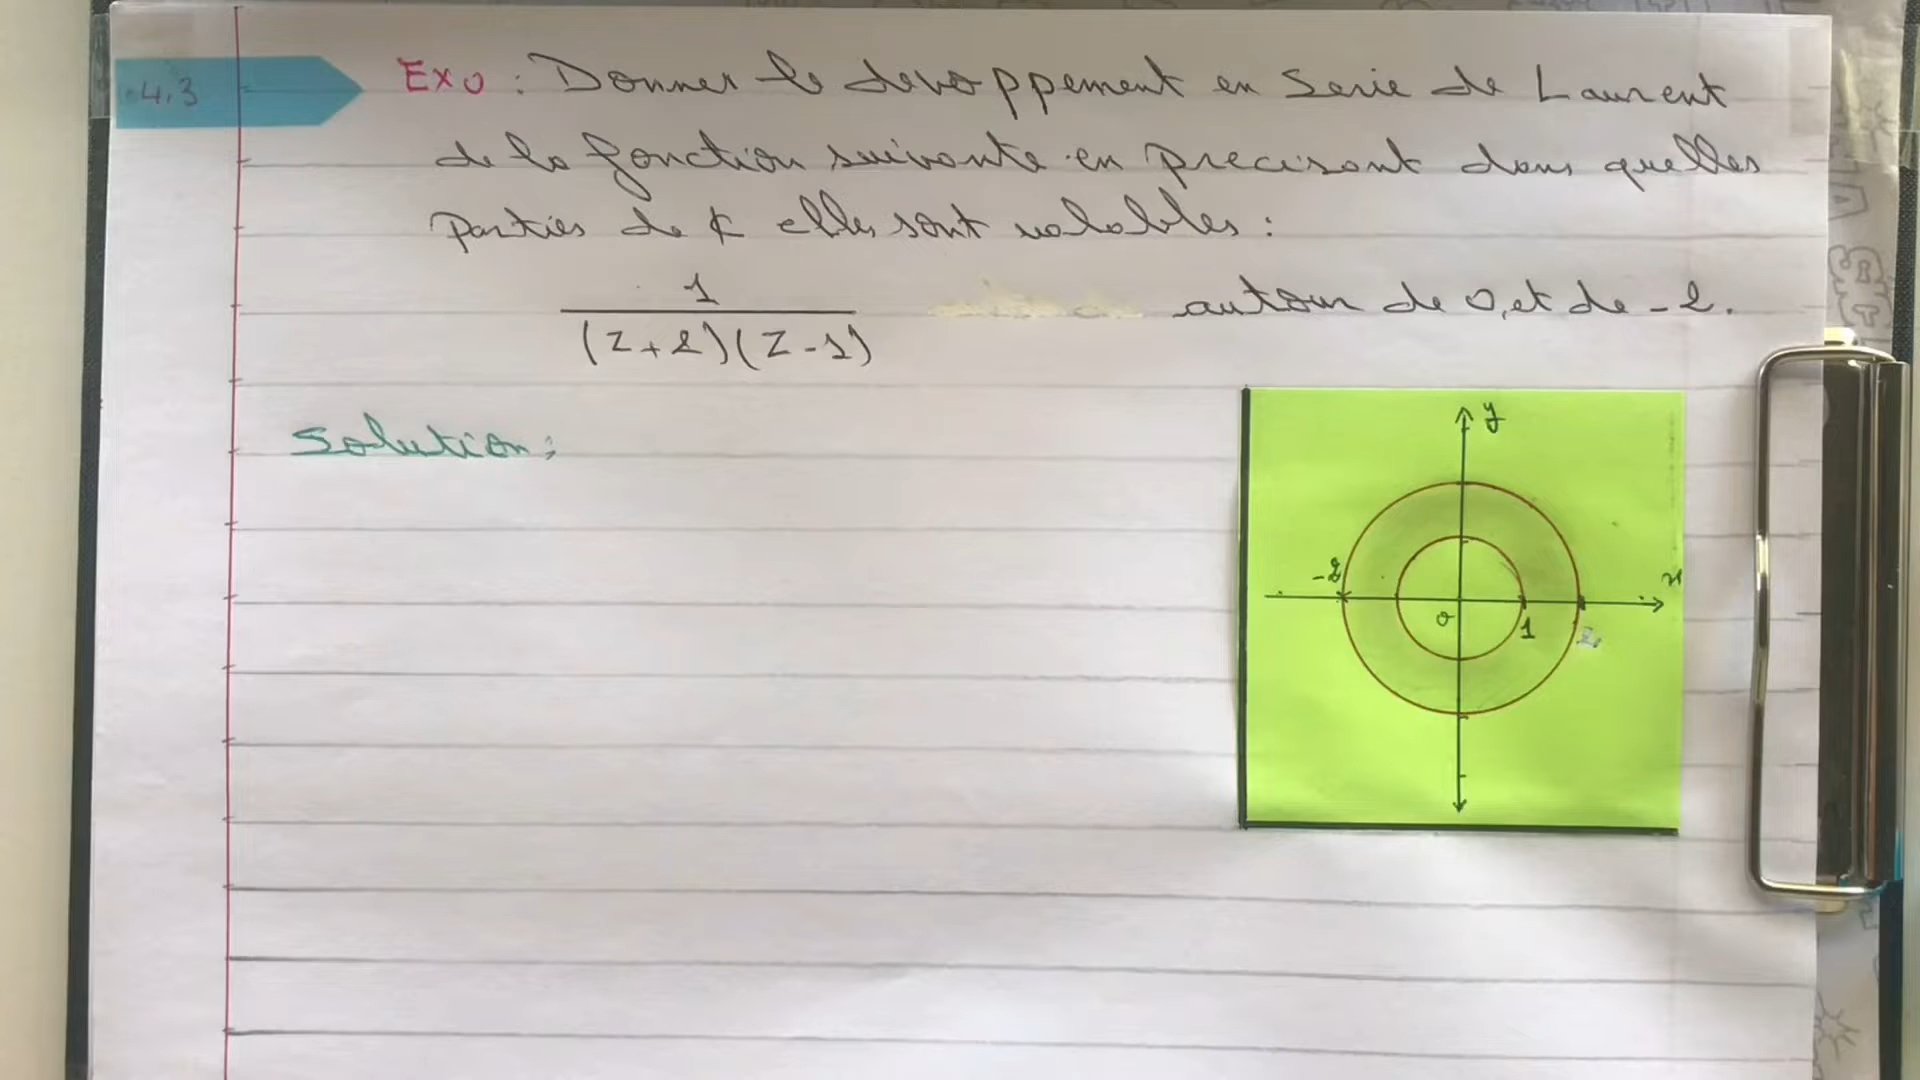 4.3
Exo : Donner le devoppement en Serie de Laurent
de la fonction suivante en precisant dans quelles
parties de ₵ elles sont valables :
1
(z+2)(z-1)
autour de 0, et de -2.
Solution :
y
-2
x
0
1
2